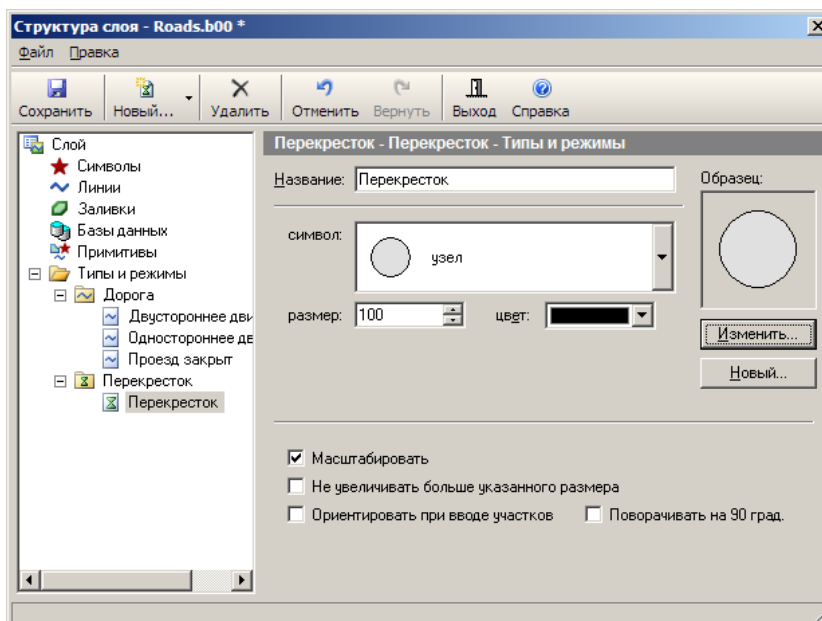 Структура слоя - Roads.b00 *
Файл Правка
Сохранить Новый... Удалить Отменить Вернуть Выход Справка
Слой
Символы
Линии
Заливки
Базы данных
Примитивы
Типы и режимы
Дорога
Двустороннее дви
Одностороннее дв
Проезд закрыт
Перекресток
Перекресток
Перекресток - Перекресток - Типы и режимы
Название: Перекресток
Образец:
символ: узел
размер: 100 цвет:
Изменить...
Новый...
Масштабировать
Не увеличивать больше указанного размера
Ориентировать при вводе участков Поворачивать на 90 град.